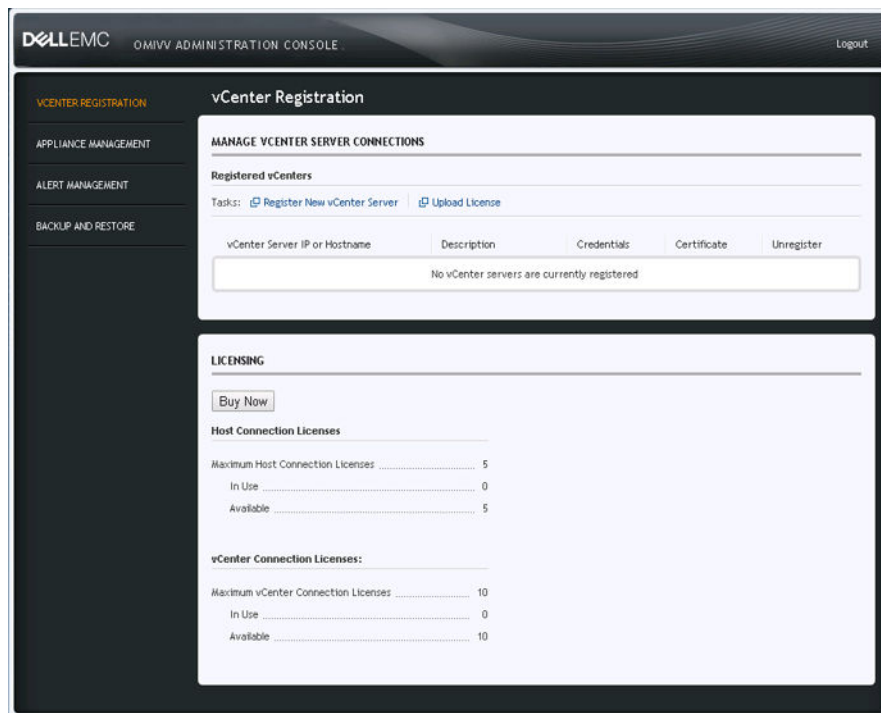 DELLEMC OMIVV ADMINISTRATION CONSOLE
Logout
VCENTER REGISTRATION
APPLIANCE MANAGEMENT
ALERT MANAGEMENT
BACKUP AND RESTORE
vCenter Registration
MANAGE VCENTER SERVER CONNECTIONS
Registered vCenters
Tasks: Register New vCenter Server Upload License
vCenter Server IP or Hostname Description Credentials Certificate Unregister
No vCenter servers are currently registered
LICENSING
Buy Now
Host Connection Licenses
Maximum Host Connection Licenses 5
In Use 0
Available 5
vCenter Connection Licenses:
Maximum vCenter Connection Licenses 10
In Use 0
Available 10